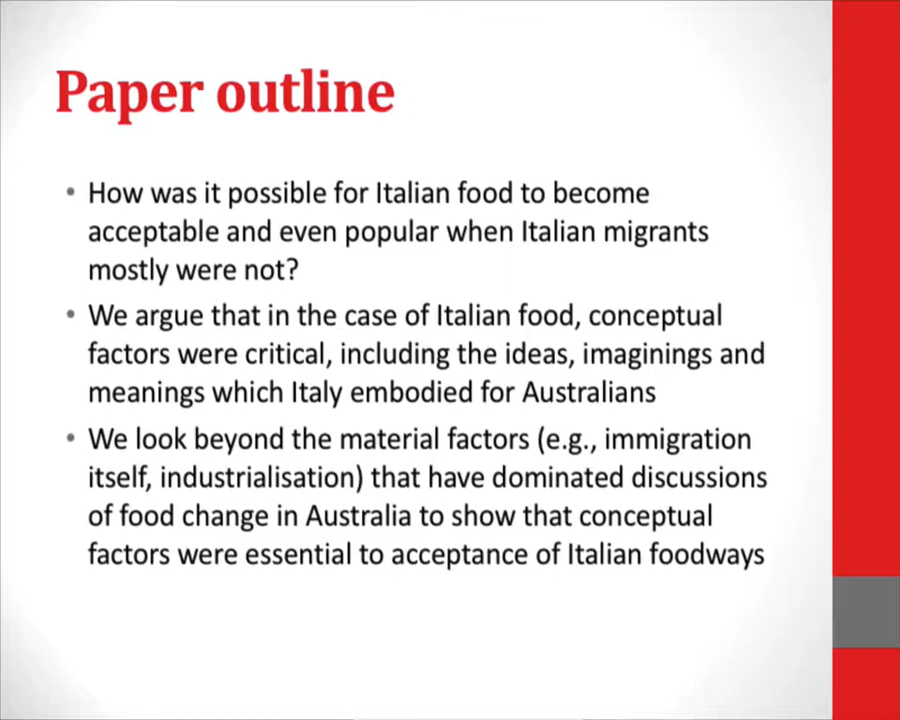 Paper outline
• How was it possible for Italian food to become
acceptable and even popular when Italian migrants
mostly were not?
• We argue that in the case of Italian food, conceptual
factors were critical, including the ideas, imaginings and
meanings which Italy embodied for Australians
• We look beyond the material factors (e.g., immigration
itself, industrialisation) that have dominated discussions
of food change in Australia to show that conceptual
factors were essential to acceptance of Italian foodways